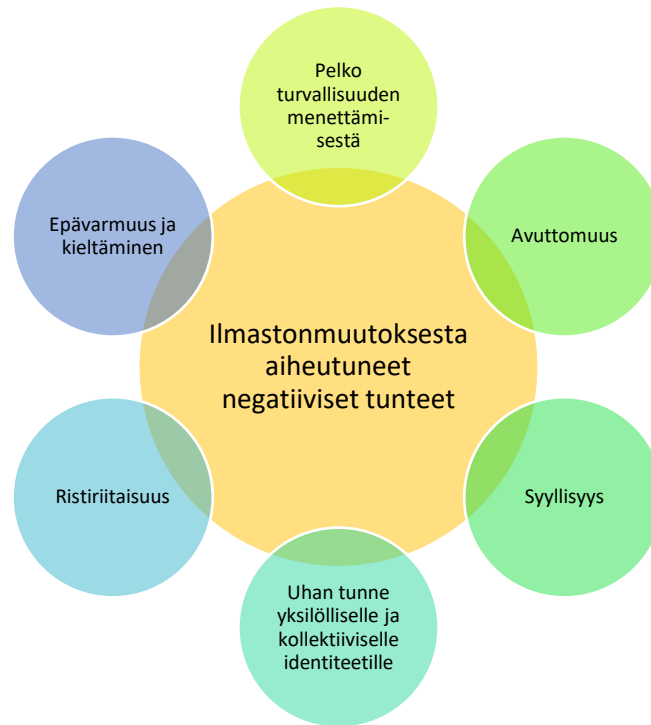 Pelko
turvallisuuden
menettämi-
sestä
Avuttomuus
Syyllisyys
Uhan tunne
yksilölliselle ja
kollektiiviselle
identiteetille
Ristiriitaisuus
Epävarmuus ja
kieltäminen
Ilmastonmuutoksesta
aiheutuneet
negatiiviset tunteet